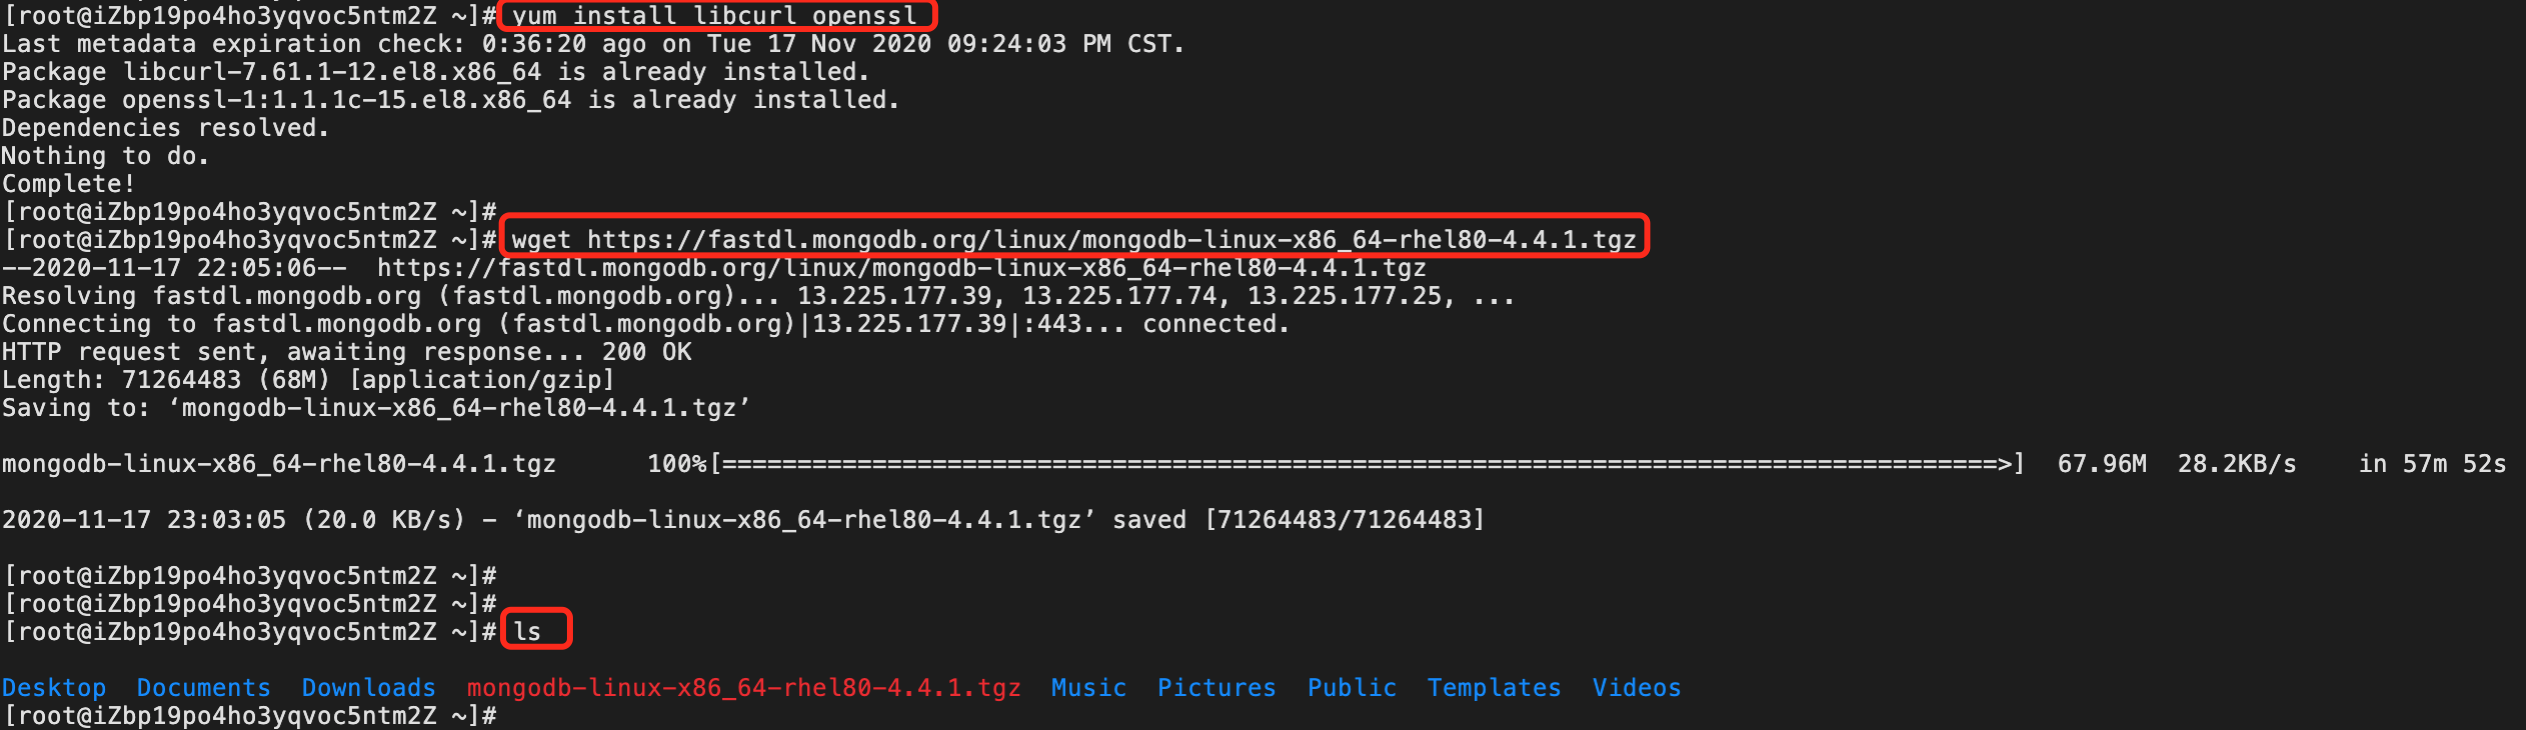 [root@iZbp19po4ho3yqvoc5ntm2Z ~]# yum install libcurl openssl
Last metadata expiration check: 0:36:20 ago on Tue 17 Nov 2020 09:24:03 PM CST.
Package libcurl-7.61.1-12.el8.x86_64 is already installed.
Package openssl-1:1.1.1c-15.el8.x86_64 is already installed.
Dependencies resolved.
Nothing to do.
Complete!
[root@iZbp19po4ho3yqvoc5ntm2Z ~]#
[root@iZbp19po4ho3yqvoc5ntm2Z ~]# wget https://fastdl.mongodb.org/linux/mongodb-linux-x86_64-rhel80-4.4.1.tgz
--2020-11-17 22:05:06-- https://fastdl.mongodb.org/linux/mongodb-linux-x86_64-rhel80-4.4.1.tgz
Resolving fastdl.mongodb.org (fastdl.mongodb.org)... 13.225.177.39, 13.225.177.74, 13.225.177.25, ...
Connecting to fastdl.mongodb.org (fastdl.mongodb.org)|13.225.177.39|:443... connected.
HTTP request sent, awaiting response... 200 OK
Length: 71264483 (68M) [application/gzip]
Saving to: ‘mongodb-linux-x86_64-rhel80-4.4.1.tgz’
mongodb-linux-x86_64-rhel80-4.4.1.tgz 100%[=====================================================================================>] 67.96M 28.2KB/s in 57m 52s
2020-11-17 23:03:05 (20.0 KB/s) - ‘mongodb-linux-x86_64-rhel80-4.4.1.tgz’ saved [71264483/71264483]
[root@iZbp19po4ho3yqvoc5ntm2Z ~]#
[root@iZbp19po4ho3yqvoc5ntm2Z ~]#
[root@iZbp19po4ho3yqvoc5ntm2Z ~]# ls
Desktop Documents Downloads mongodb-linux-x86_64-rhel80-4.4.1.tgz Music Pictures Public Templates Videos
[root@iZbp19po4ho3yqvoc5ntm2Z ~]#